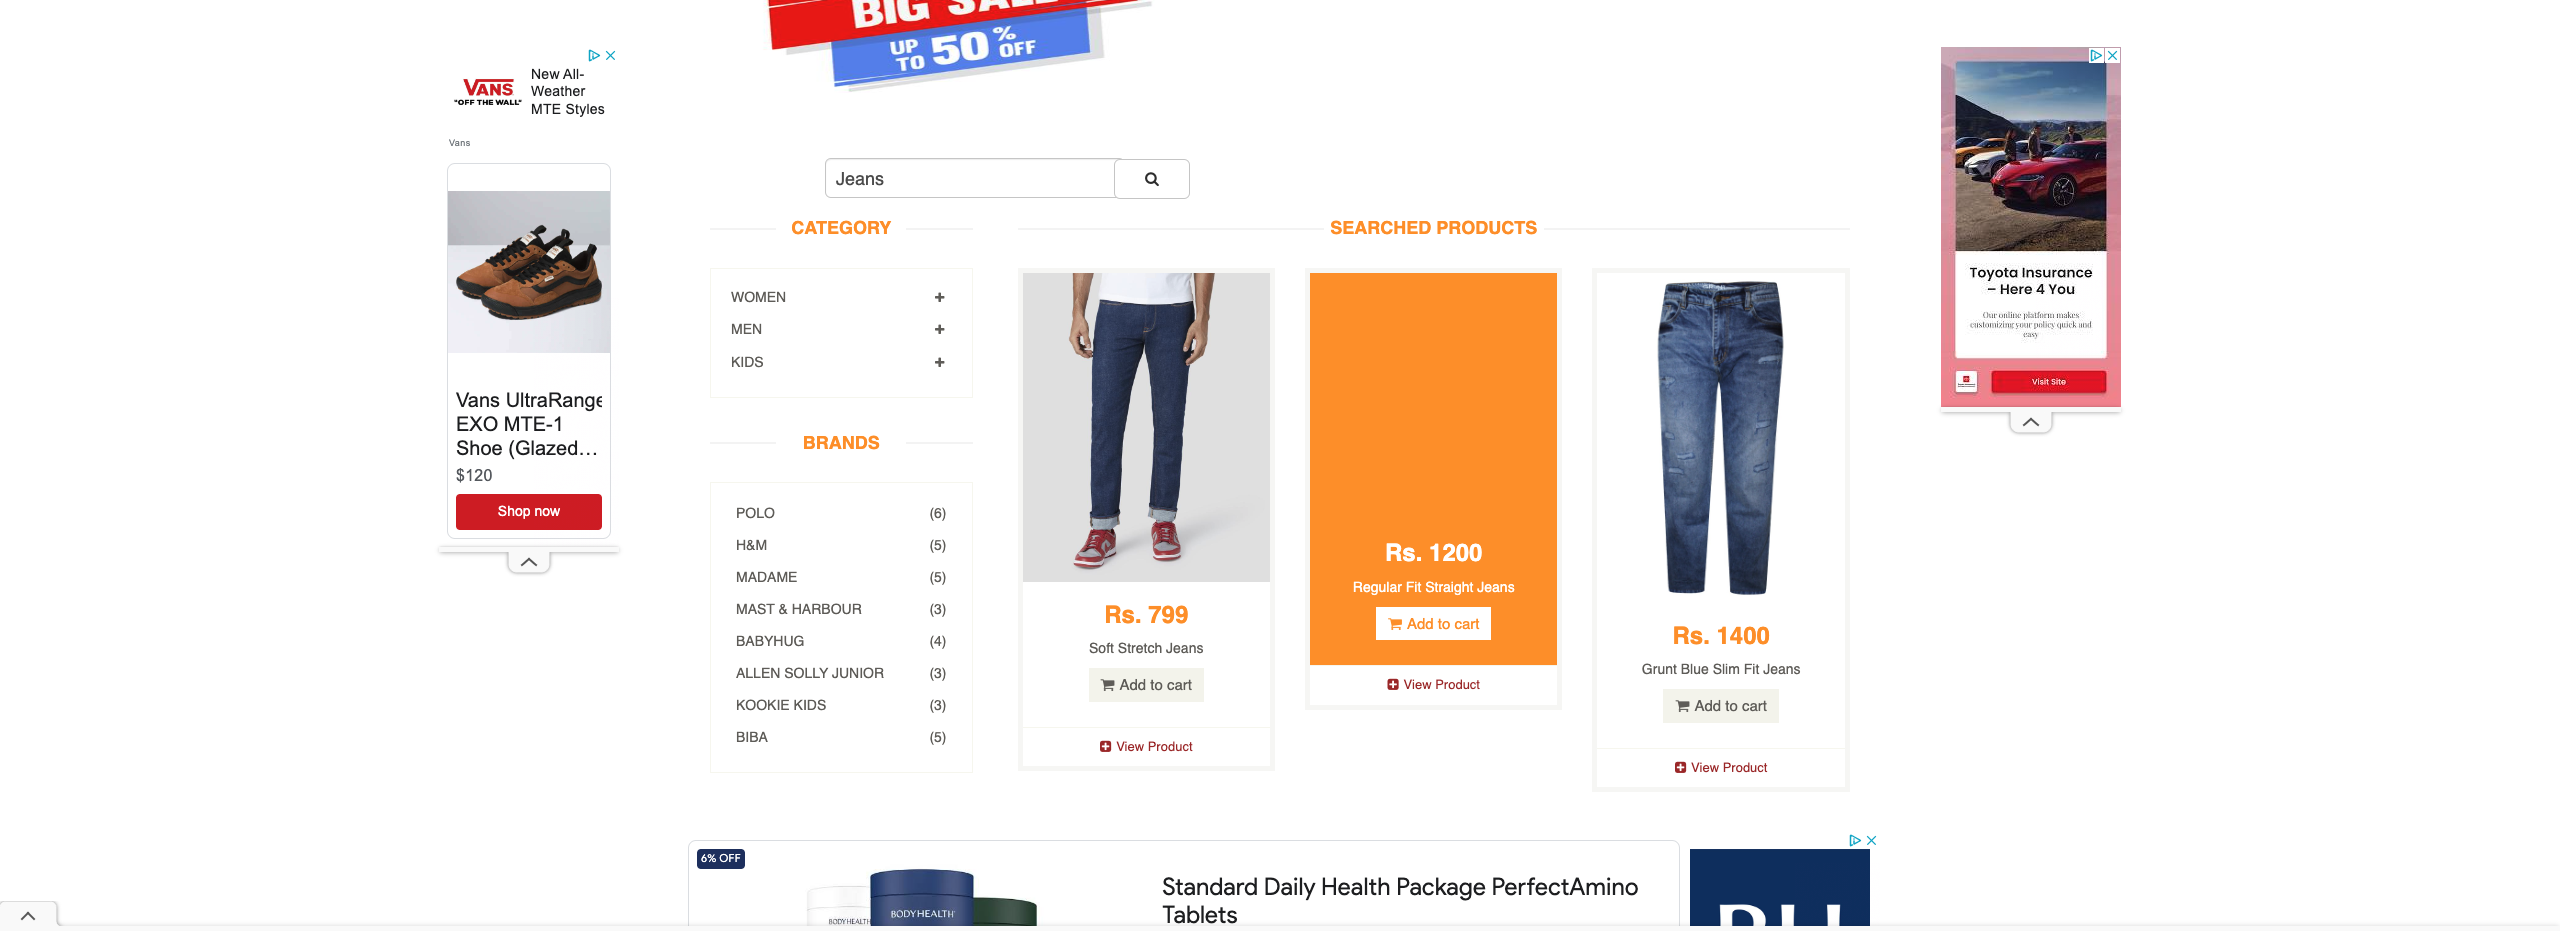 BIG SALE
UP TO 50% OFF
VANS
"OFF THE WALL"
New All-
Weather
MTE Styles
Vans
Vans UltraRange
EXO MTE-1
Shoe (Glazed...
$120
Shop now
Jeans
CATEGORY
WOMEN
MEN
KIDS
BRANDS
POLO (6)
H&M (5)
MADAME (5)
MAST & HARBOUR (3)
BABYHUG (4)
ALLEN SOLLY JUNIOR (3)
KOOKIE KIDS (3)
BIBA (5)
SEARCHED PRODUCTS
Rs. 799
Soft Stretch Jeans
Add to cart
View Product
Rs. 1200
Regular Fit Straight Jeans
Add to cart
View Product
Rs. 1400
Grunt Blue Slim Fit Jeans
Add to cart
View Product
Toyota Insurance
– Here 4 You
Our online platform makes
customizing your policy quick and
easy
Visit Site
6% OFF
BODYHEALTH
BODYHEALTH
Standard Daily Health Package PerfectAmino
Tablets